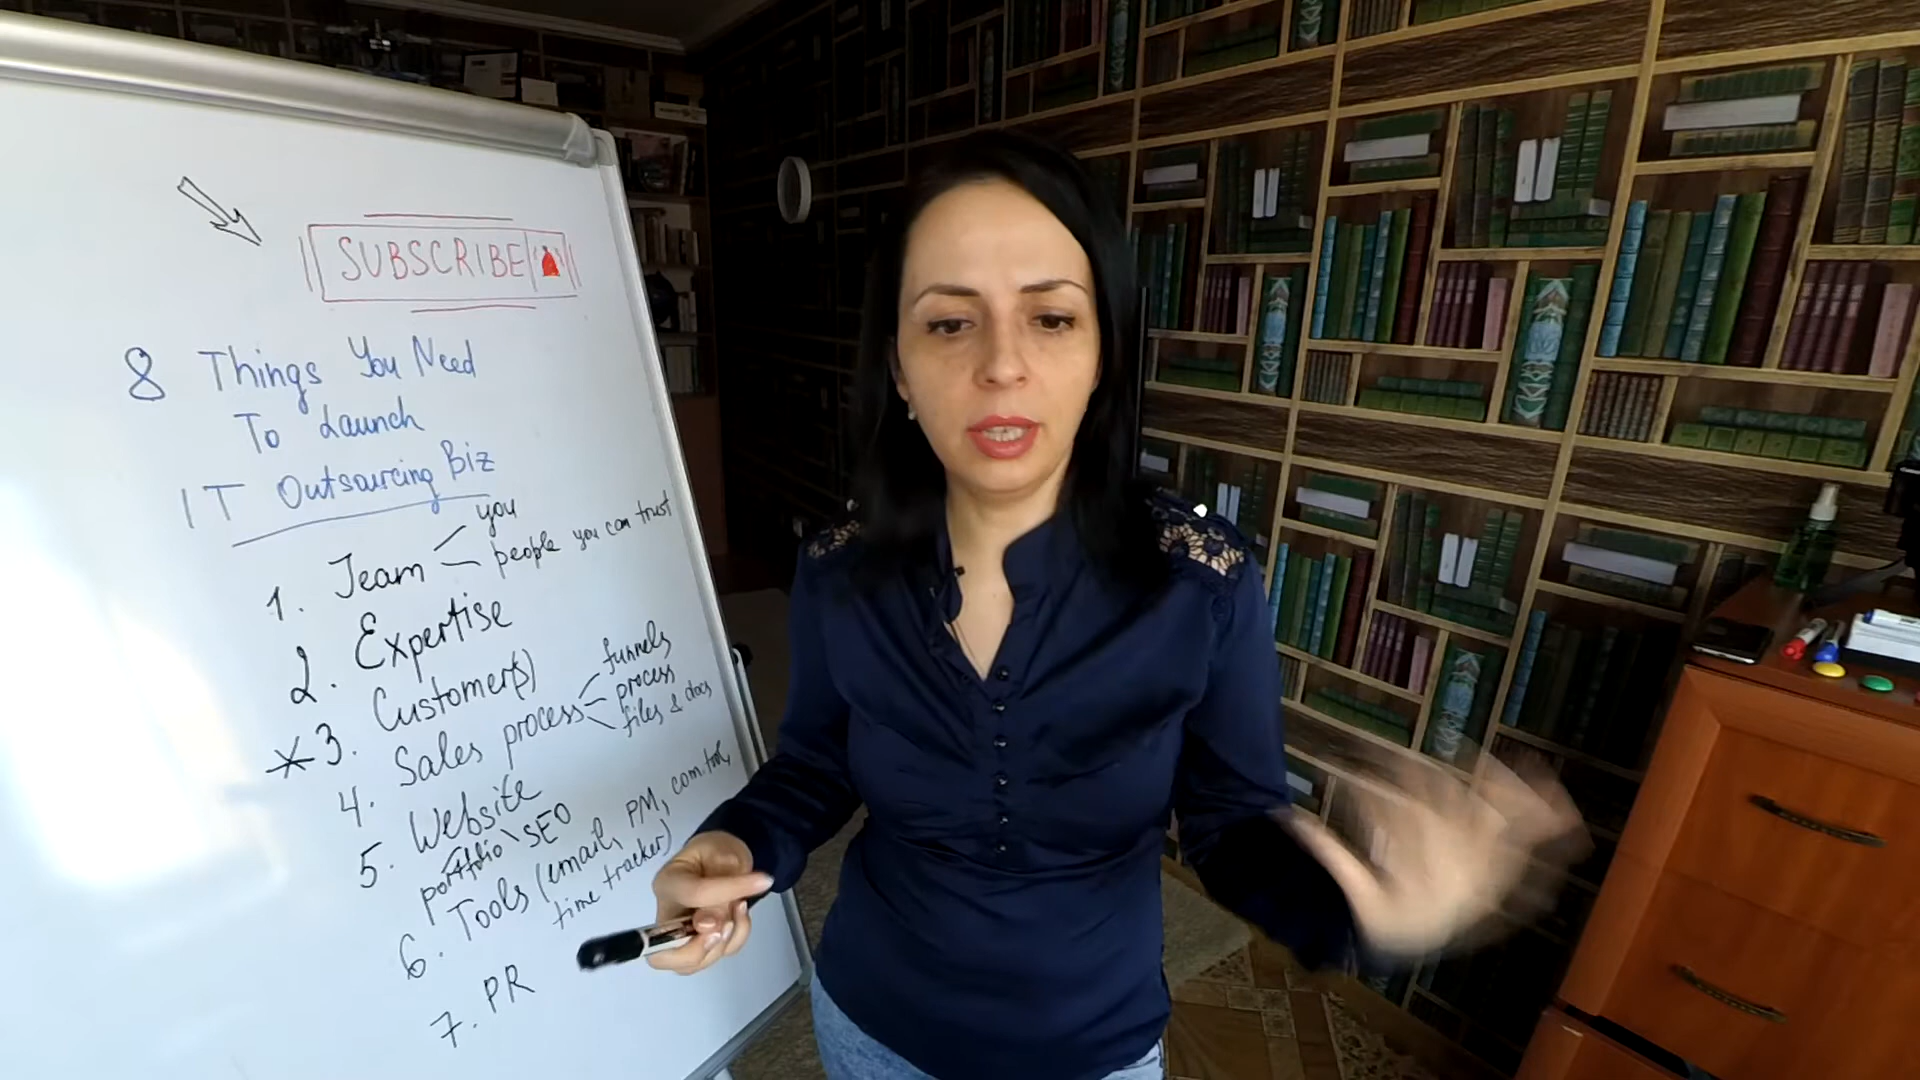 SUBSCRIBE
8 Things You Need
To Launch
IT Outsourcing Biz
1. Team
you
people you can trust
2. Expertise
*3. Customer(s)
4. Sales process
funnels
process
files & docs
5. Website
portfolio \ SEO
6. Tools (email, PM, com. tool,
time tracker)
7. PR